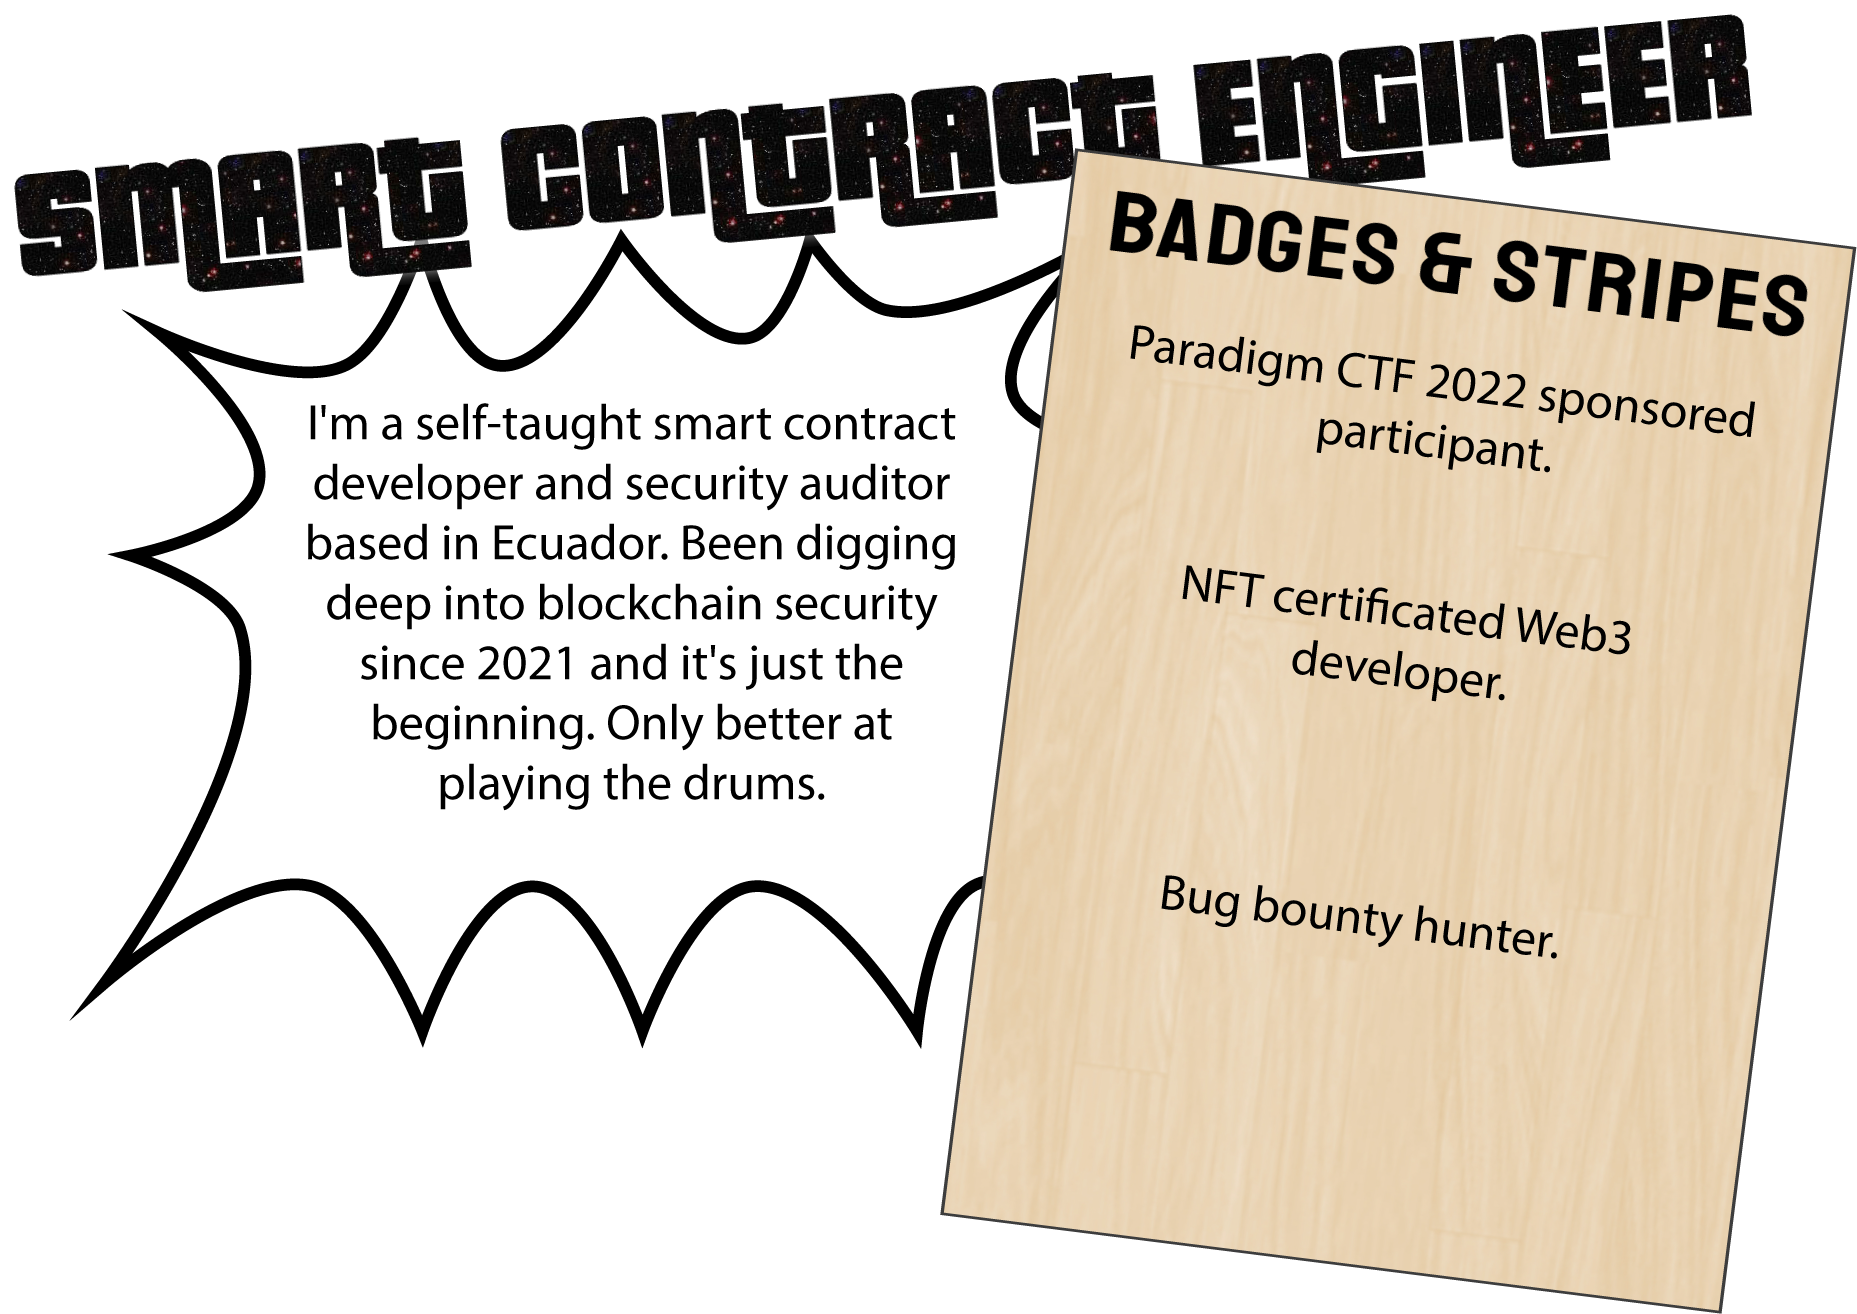 SMART CONTRACT ENGINEER
I'm a self-taught smart contract
developer and security auditor
based in Ecuador. Been digging
deep into blockchain security
since 2021 and it's just the
beginning. Only better at
playing the drums.
BADGES & STRIPES
Paradigm CTF 2022 sponsored
participant.
NFT certificated Web3
developer.
Bug bounty hunter.